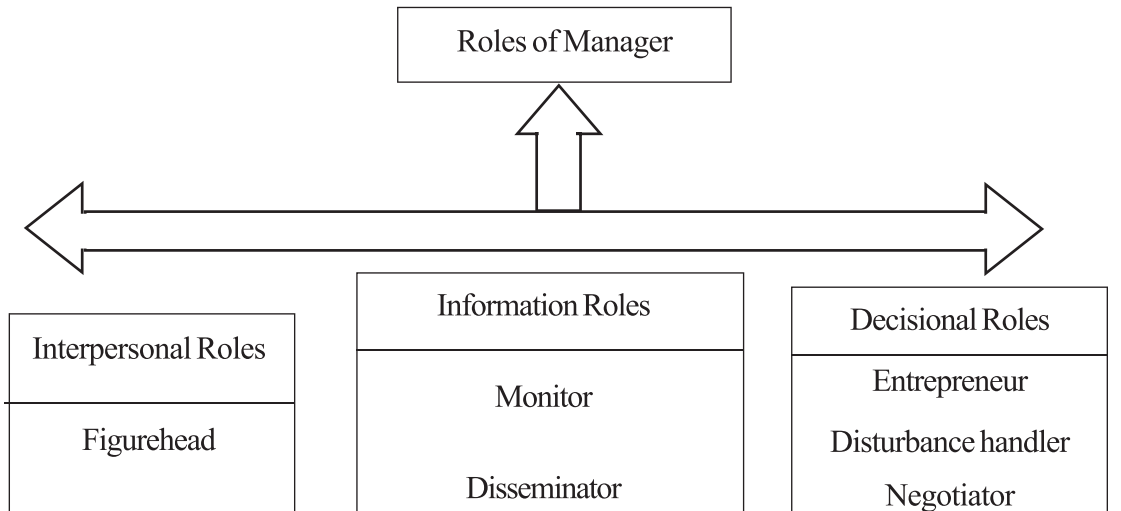 Roles of Manager
Interpersonal Roles
Figurehead
Information Roles
Monitor
Disseminator
Decisional Roles
Entrepreneur
Disturbance handler
Negotiator